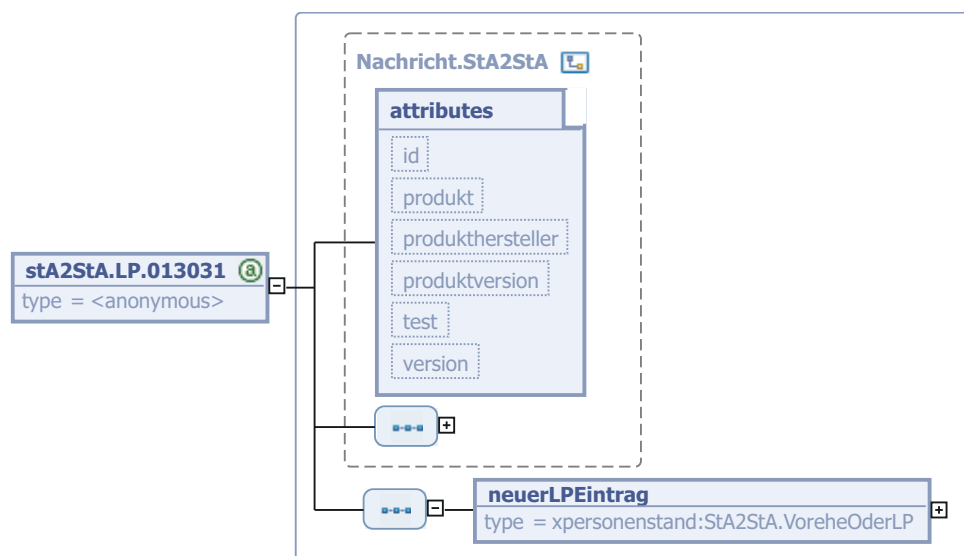 Nachricht.StA2StA
attributes
id
produkt
produkthersteller
produktversion
test
version
stA2StA.LP.013031 @
type = <anonymous>
neuerLPEintrag
type = xpersonenstand:StA2StA.VoreheOderLP